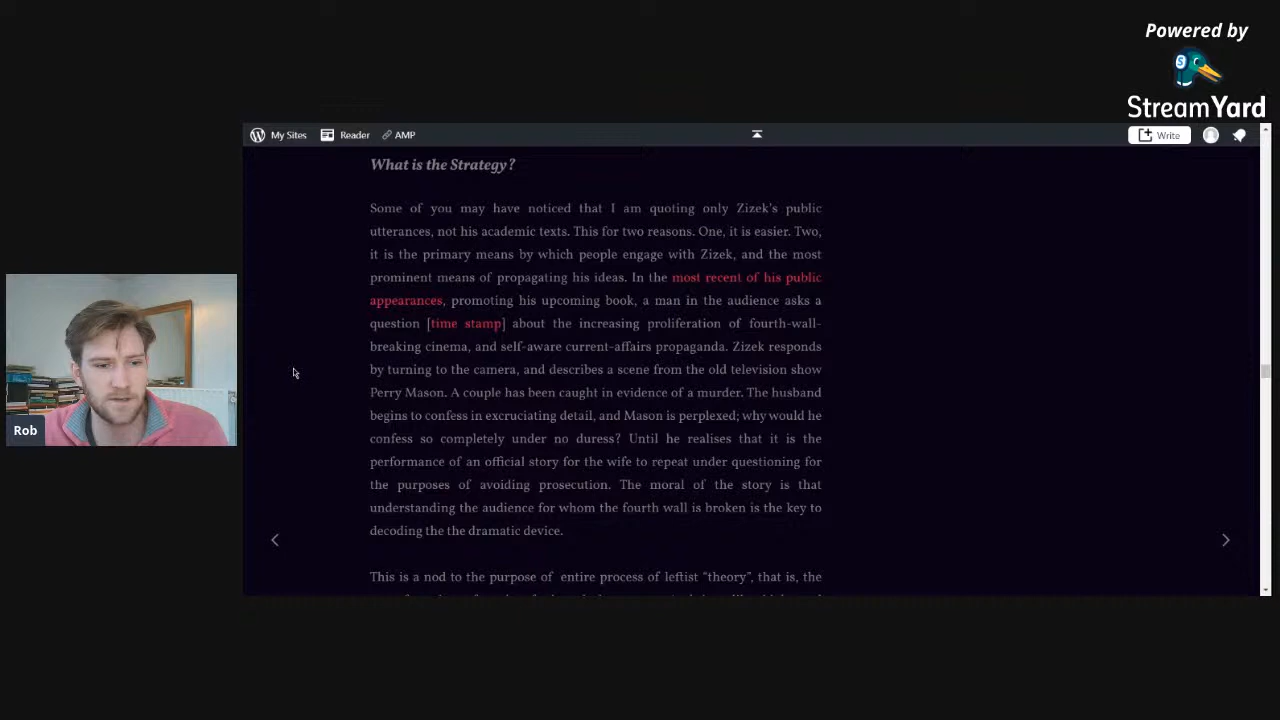 Powered by
StreamYard
My Sites Reader AMP Write
What is the Strategy?
Some of you may have noticed that I am quoting only Zizek's public
utterances, not his academic texts. This for two reasons. One, it is easier. Two,
it is the primary means by which people engage with Zizek, and the most
prominent means of propagating his ideas. In the most recent of his public
appearances, promoting his upcoming book, a man in the audience asks a
question [time stamp] about the increasing proliferation of fourth-wall-
breaking cinema, and self-aware current-affairs propaganda. Zizek responds
by turning to the camera, and describes a scene from the old television show
Perry Mason. A couple has been caught in evidence of a murder. The husband
begins to confess in excruciating detail, and Mason is perplexed; why would he
confess so completely under no duress? Until he realises that it is the
performance of an official story for the wife to repeat under questioning for
the purposes of avoiding prosecution. The moral of the story is that
understanding the audience for whom the fourth wall is broken is the key to
decoding the the dramatic device.
This is a nod to the purpose of entire process of leftist "theory", that is, the
Rob